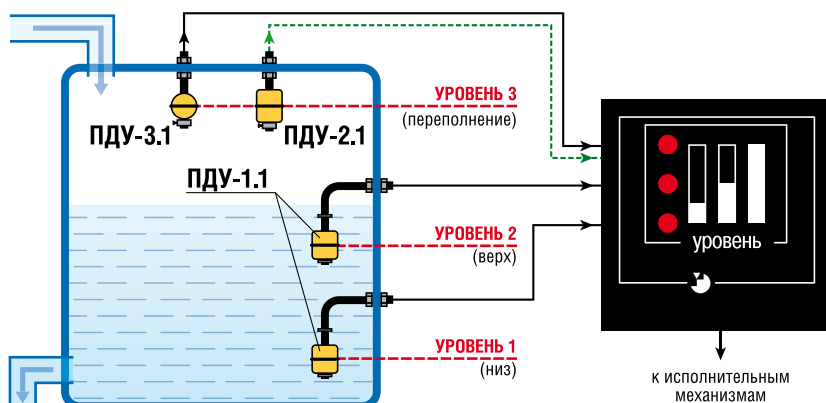 УРОВЕНЬ 3
(переполнение)
ПДУ-3.1
ПДУ-2.1
ПДУ-1.1
УРОВЕНЬ 2
(верх)
уровень
УРОВЕНЬ 1
(низ)
к исполнительным
механизмам